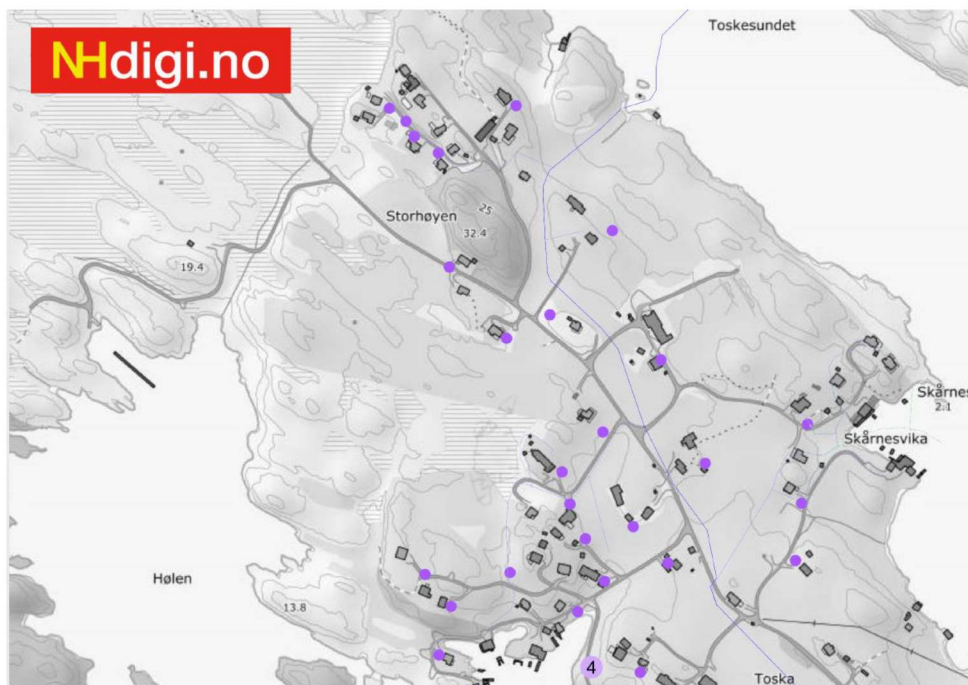 Toskesundet
NHdigi.no
Storhøyen
25
32.4
19.4
Skårnes
2.1
Skårnesvika
Hølen
13.8
4
Toska